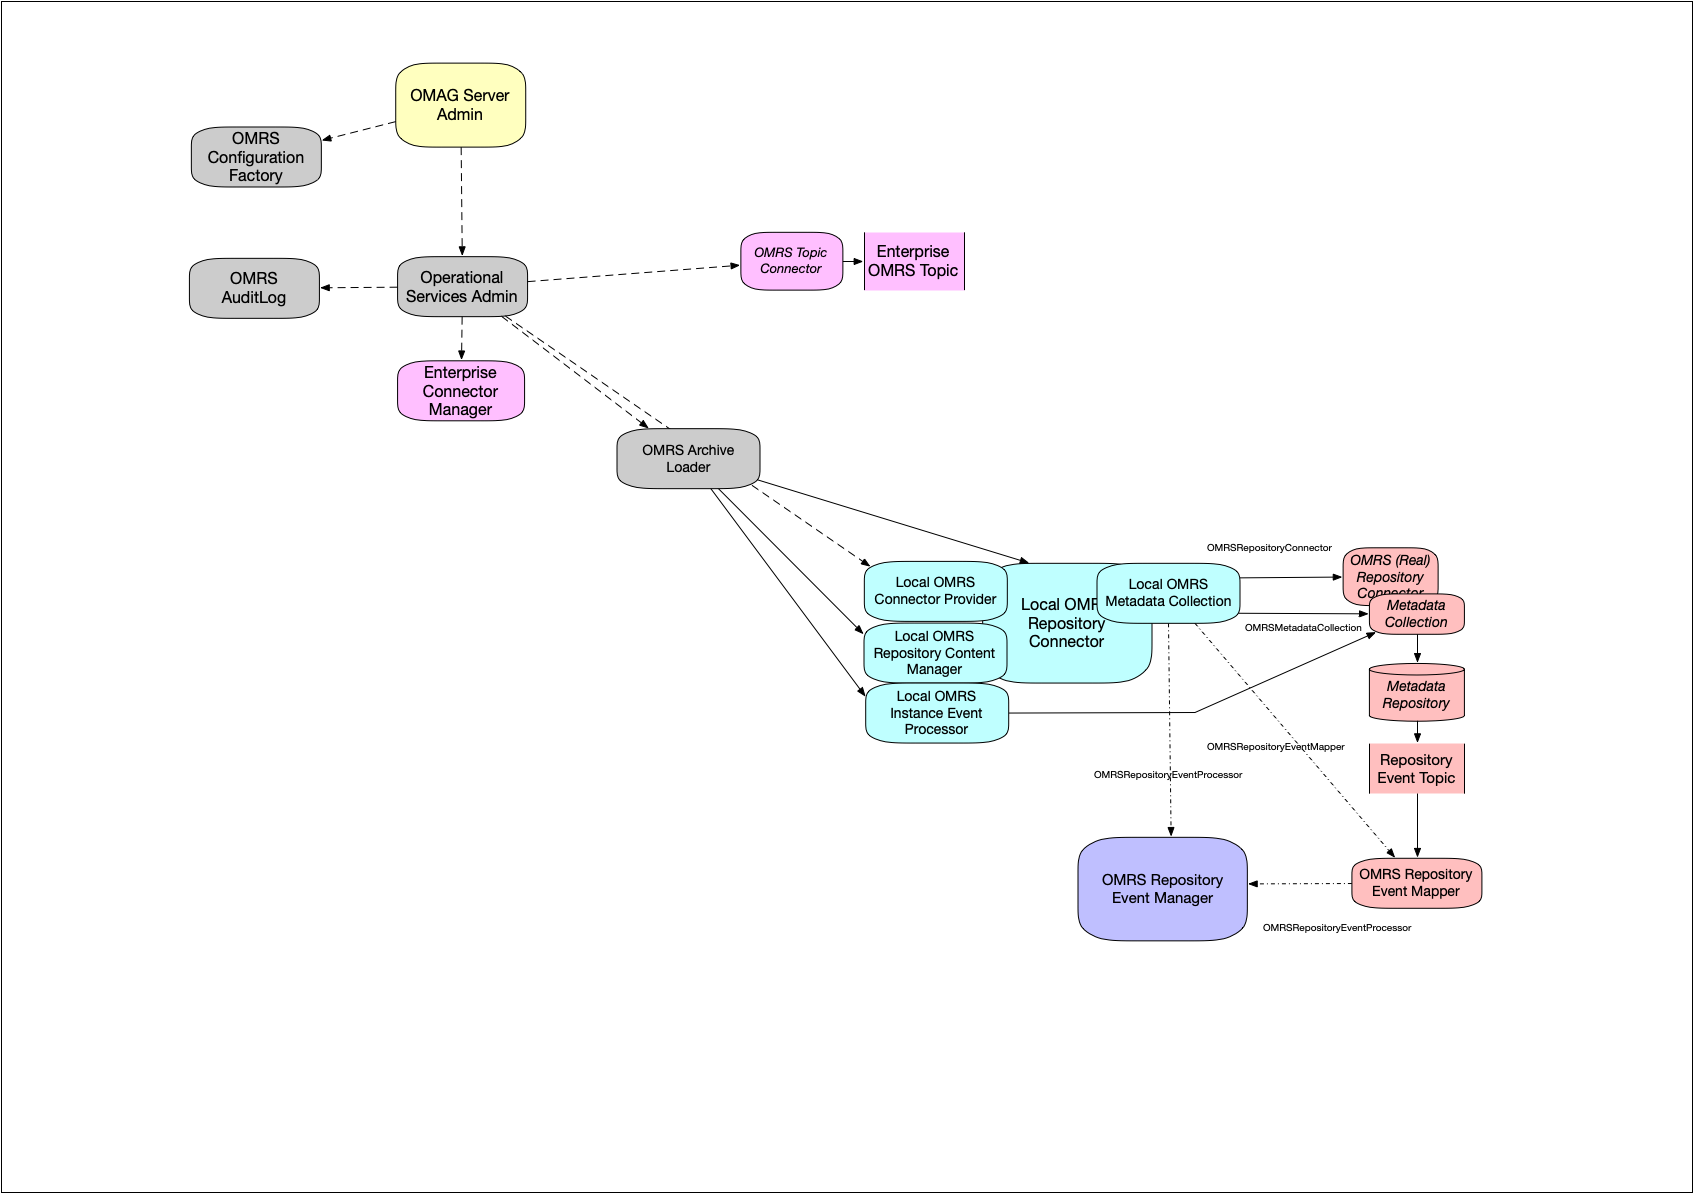 OMAG Server
Admin
OMRS
Configuration
Factory
OMRS Topic
Connector
Enterprise
OMRS Topic
OMRS
AuditLog
Operational
Services Admin
Enterprise
Connector
Manager
OMRS Archive
Loader
OMRSRepositoryConnector
OMRS (Real)
Repository
Connector
Local OMRS
Connector Provider
Local OMRS
Repository
Connector
Local OMRS
Metadata Collection
Metadata
Collection
OMRSMetadataCollection
Local OMRS
Repository Content
Manager
Local OMRS
Instance Event
Processor
Metadata
Repository
OMRSRepositoryEventMapper
OMRSRepositoryEventProcessor
Repository
Event Topic
OMRS Repository
Event Manager
OMRS Repository
Event Mapper
OMRSRepositoryEventProcessor